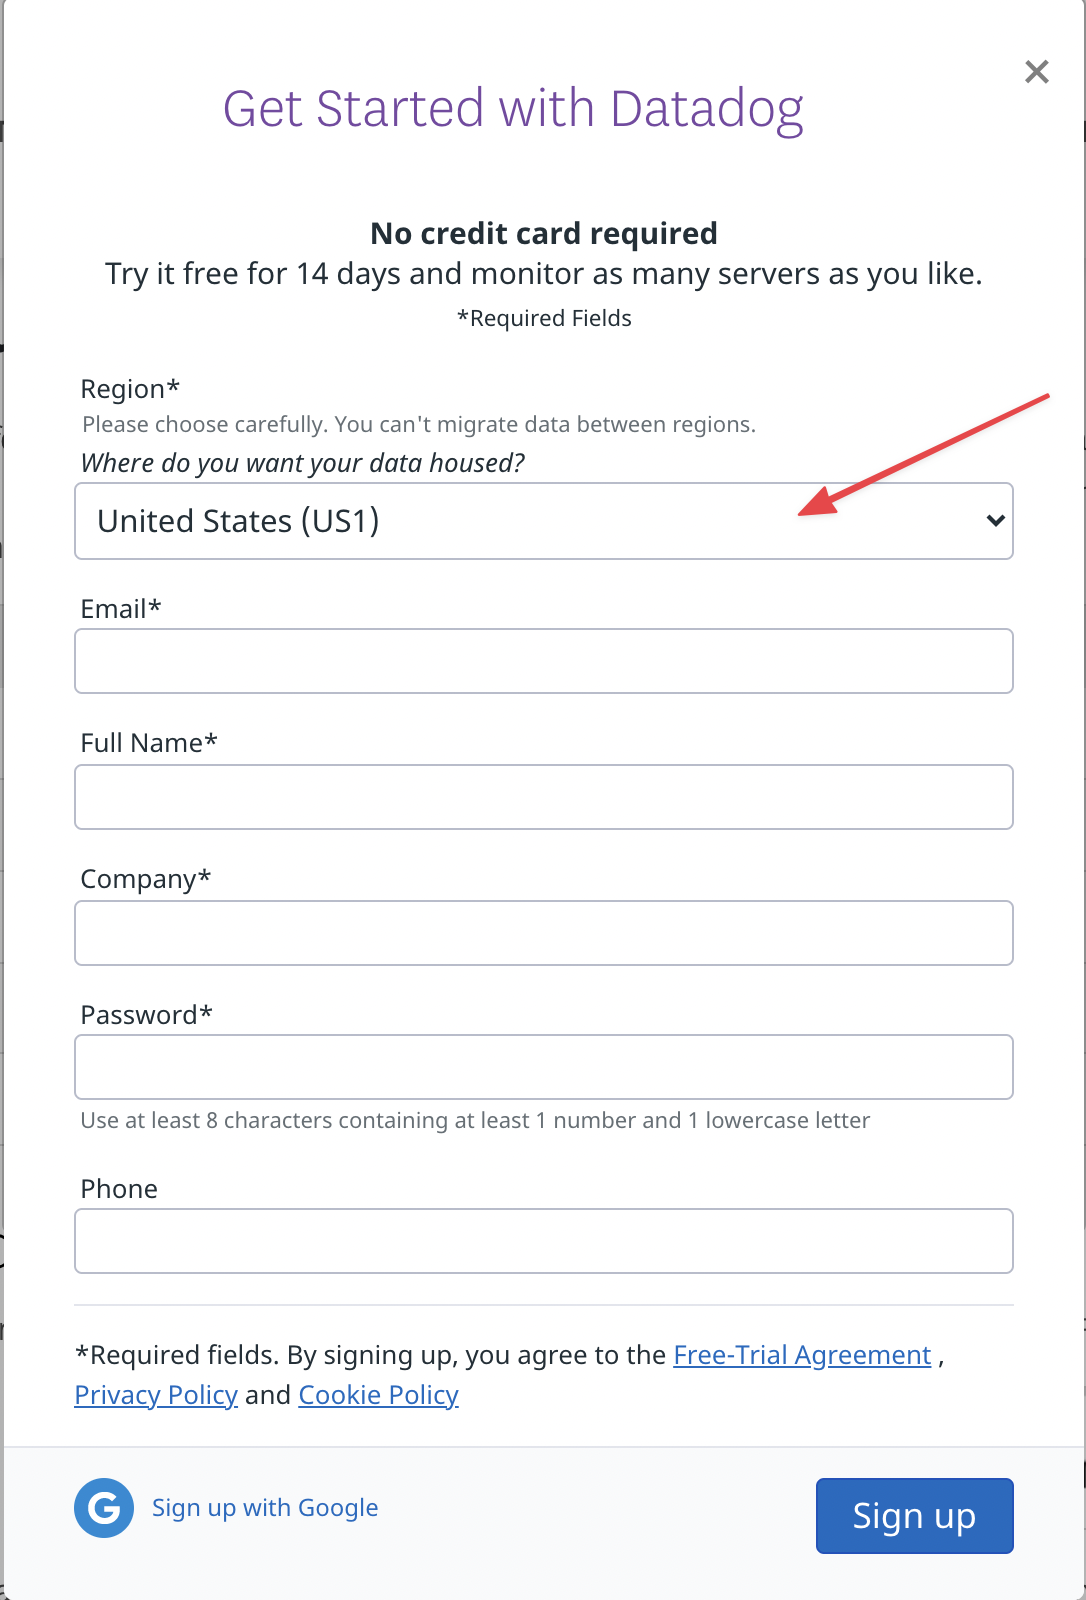 Get Started with Datadog
No credit card required
Try it free for 14 days and monitor as many servers as you like.
*Required Fields
Region*
Please choose carefully. You can't migrate data between regions.
Where do you want your data housed?
United States (US1)
Email*
Full Name*
Company*
Password*
Use at least 8 characters containing at least 1 number and 1 lowercase letter
Phone
*Required fields. By signing up, you agree to the Free-Trial Agreement ,
Privacy Policy and Cookie Policy
G Sign up with Google
Sign up